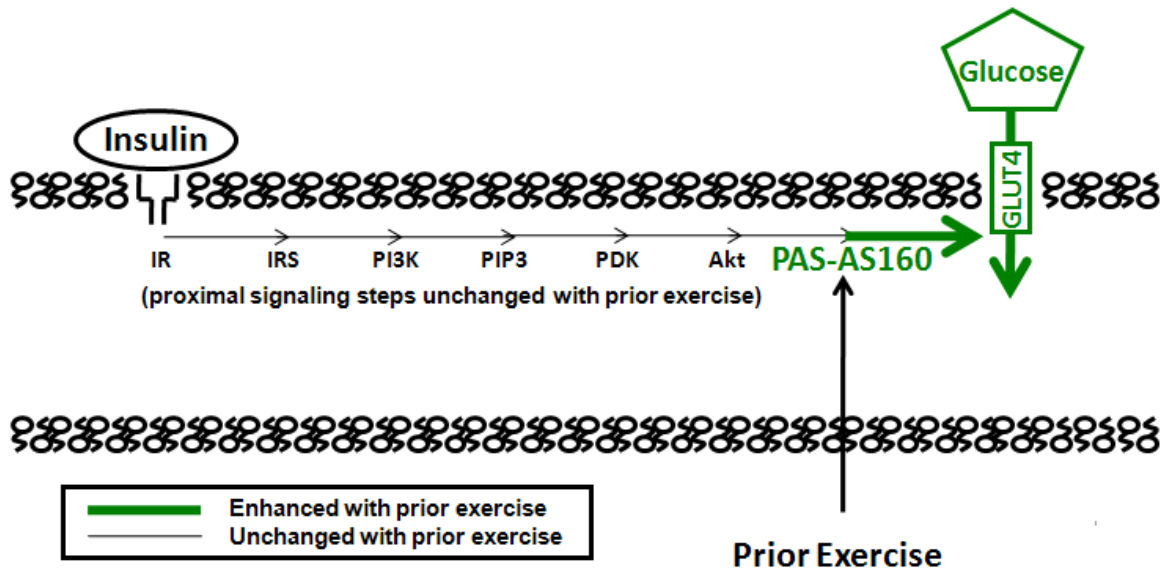 Glucose
Insulin
GLUT4
IR IRS PI3K PIP3 PDK Akt PAS-AS160
(proximal signaling steps unchanged with prior exercise)
Enhanced with prior exercise
Unchanged with prior exercise
Prior Exercise